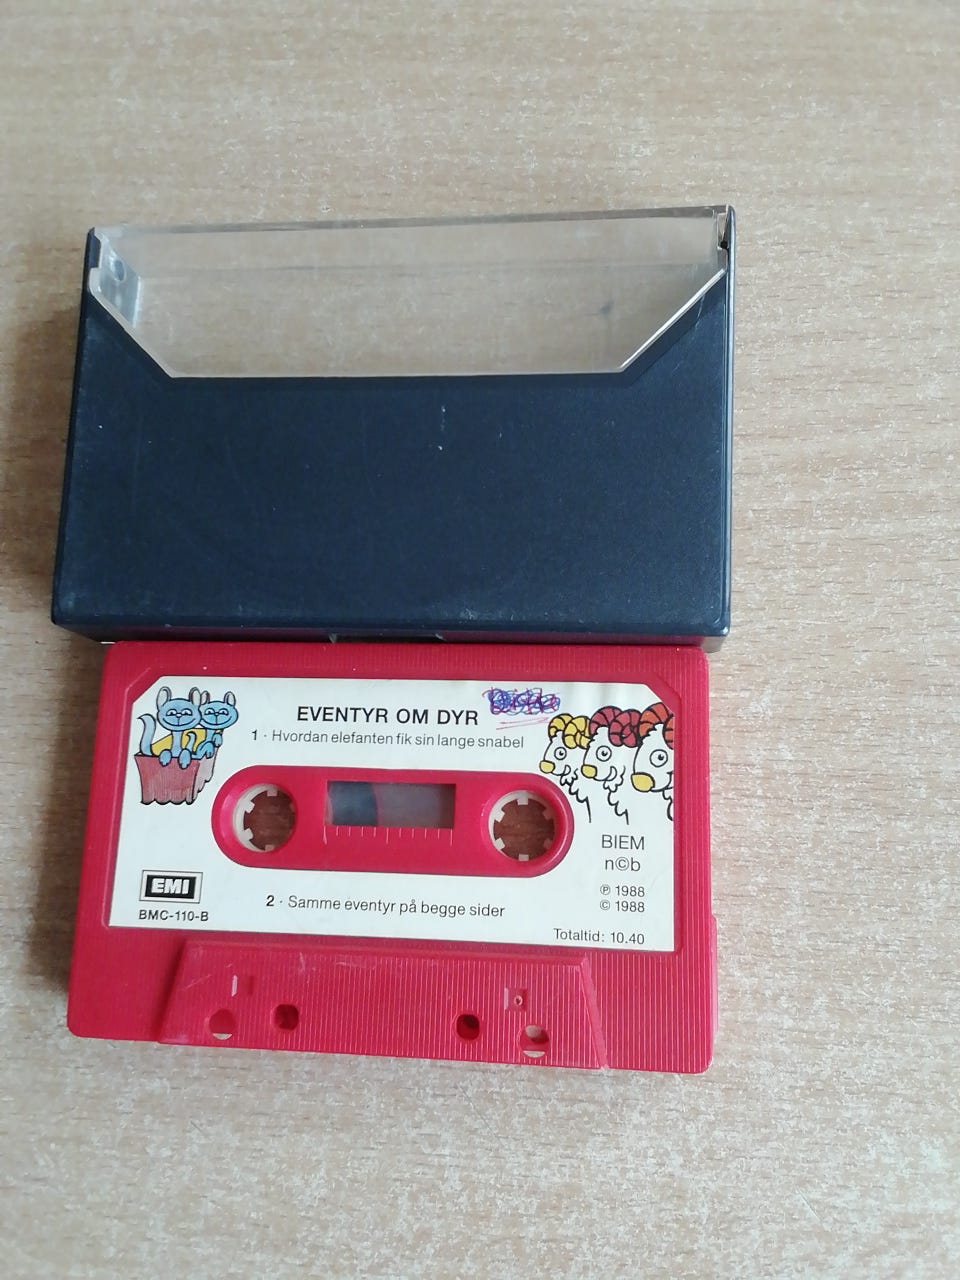 EVENTYR OM DYR
1 · Hvordan elefanten fik sin lange snabel
BIEM
n©b
EMI
BMC-110-B
℗ 1988
© 1988
2 · Samme eventyr på begge sider
Totaltid: 10.40